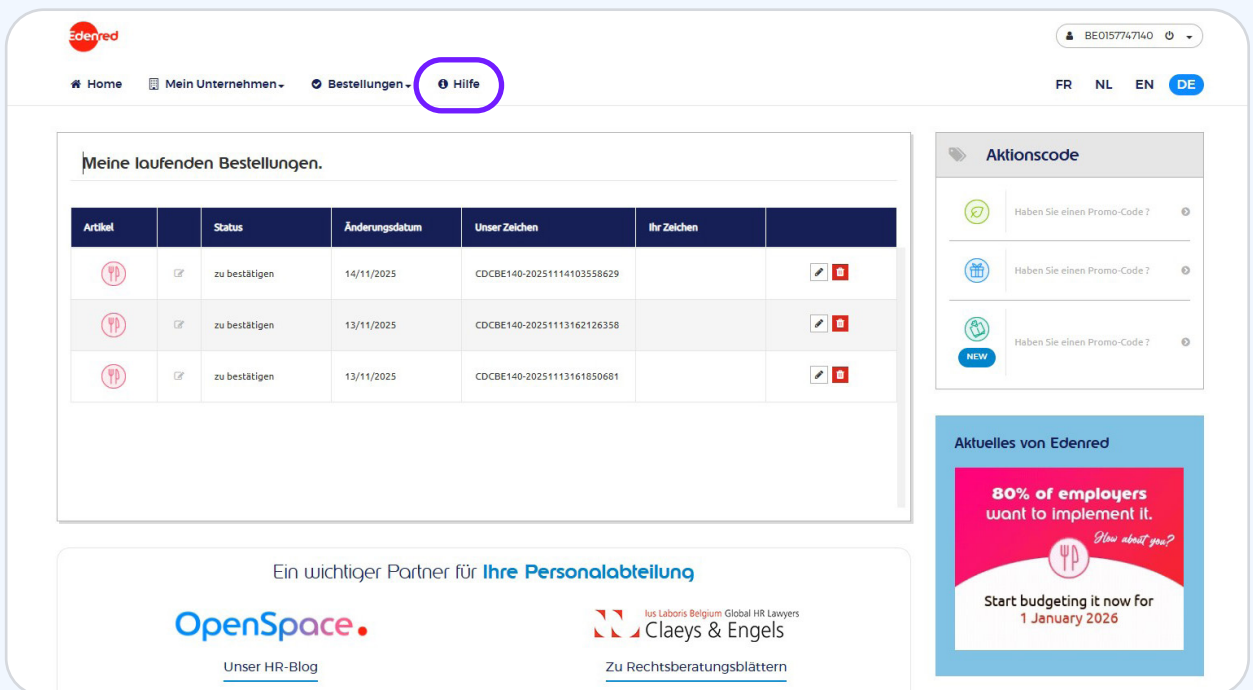 Edenred
BE0157747140
Home Mein Unternehmen Bestellungen Hilfe
FR NL EN DE
Meine laufenden Bestellungen.
Artikel Status Änderungsdatum Unser Zeichen Ihr Zeichen
zu bestätigen 14/11/2025 CDCBE140-20251114103558629
zu bestätigen 13/11/2025 CDCBE140-20251113162126358
zu bestätigen 13/11/2025 CDCBE140-20251113161850681
Aktionscode
Haben Sie einen Promo-Code ?
Haben Sie einen Promo-Code ?
Haben Sie einen Promo-Code ?
NEW
Aktuelles von Edenred
80% of employers
want to implement it.
How about you?
Start budgeting it now for
1 January 2026
Ein wichtiger Partner für Ihre Personalabteilung
OpenSpace.
Unser HR-Blog
Ius Laboris Belgium Global HR Lawyers
Claeys & Engels
Zu Rechtsberatungsblättern